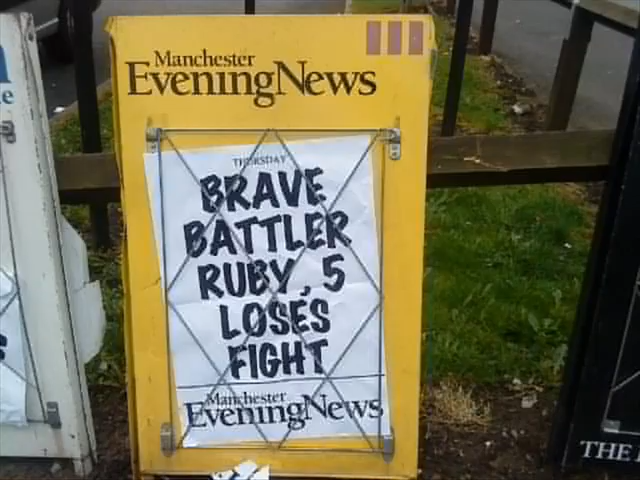 Manchester
EveningNews
THURSDAY
BRAVE
BATTLER
RUBY, 5
LOSES
FIGHT
Manchester
EveningNews
e
THE